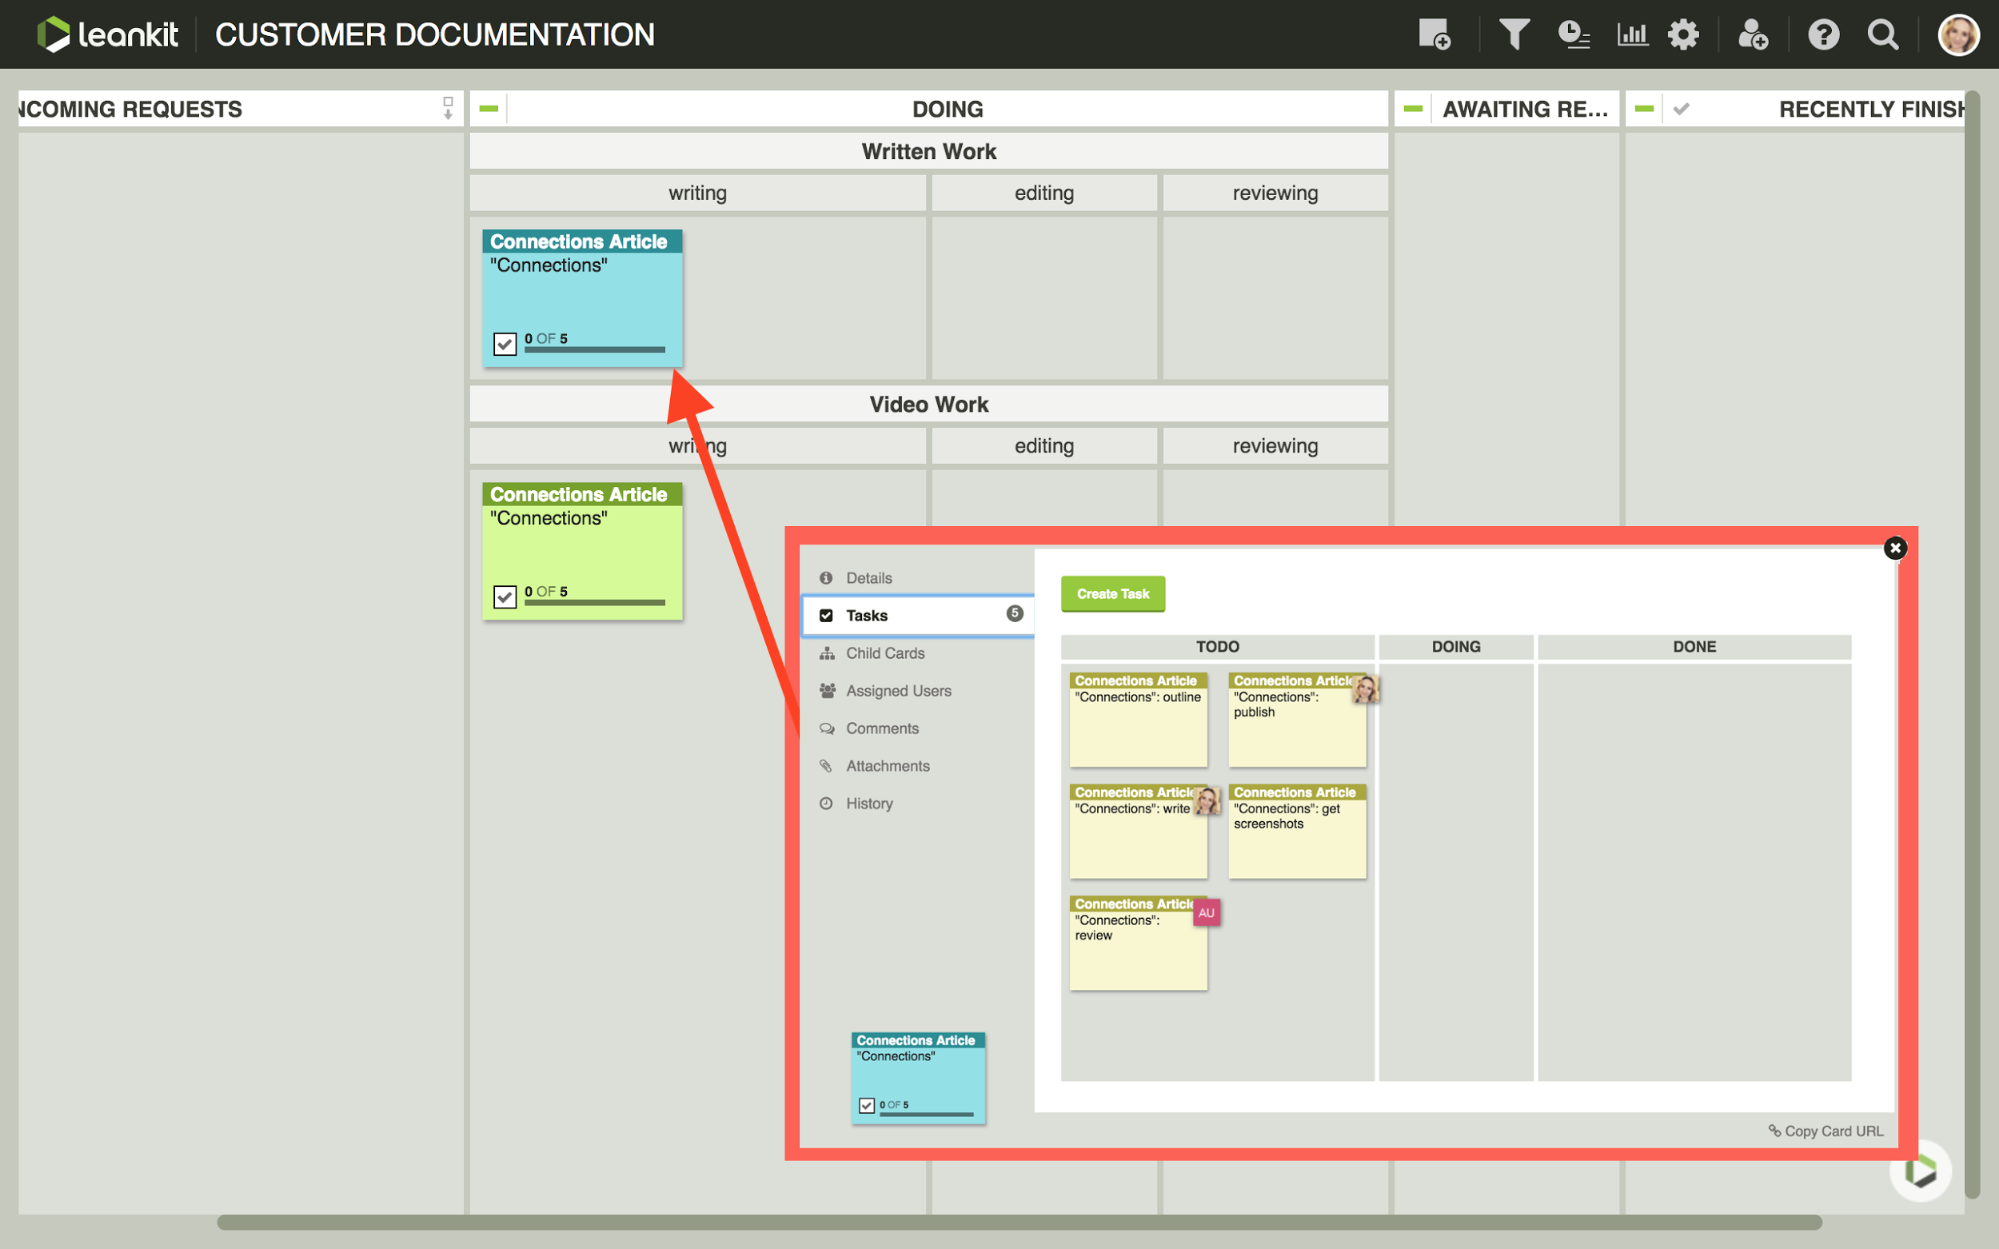 leankit
CUSTOMER DOCUMENTATION
NCOMING REQUESTS
DOING
AWAITING RE...
RECENTLY FINISH
Written Work
writing
editing
reviewing
Connections Article
"Connections"
0 OF 5
Video Work
writing
editing
reviewing
Connections Article
"Connections"
0 OF 5
Details
Tasks
5
Child Cards
Assigned Users
Comments
Attachments
History
Connections Article
"Connections"
0 OF 5
Create Task
TODO
DOING
DONE
Connections Article
"Connections": outline
Connections Article
"Connections":
publish
Connections Article
"Connections": write
Connections Article
"Connections": get
screenshots
Connections Article
AU
"Connections":
review
Copy Card URL